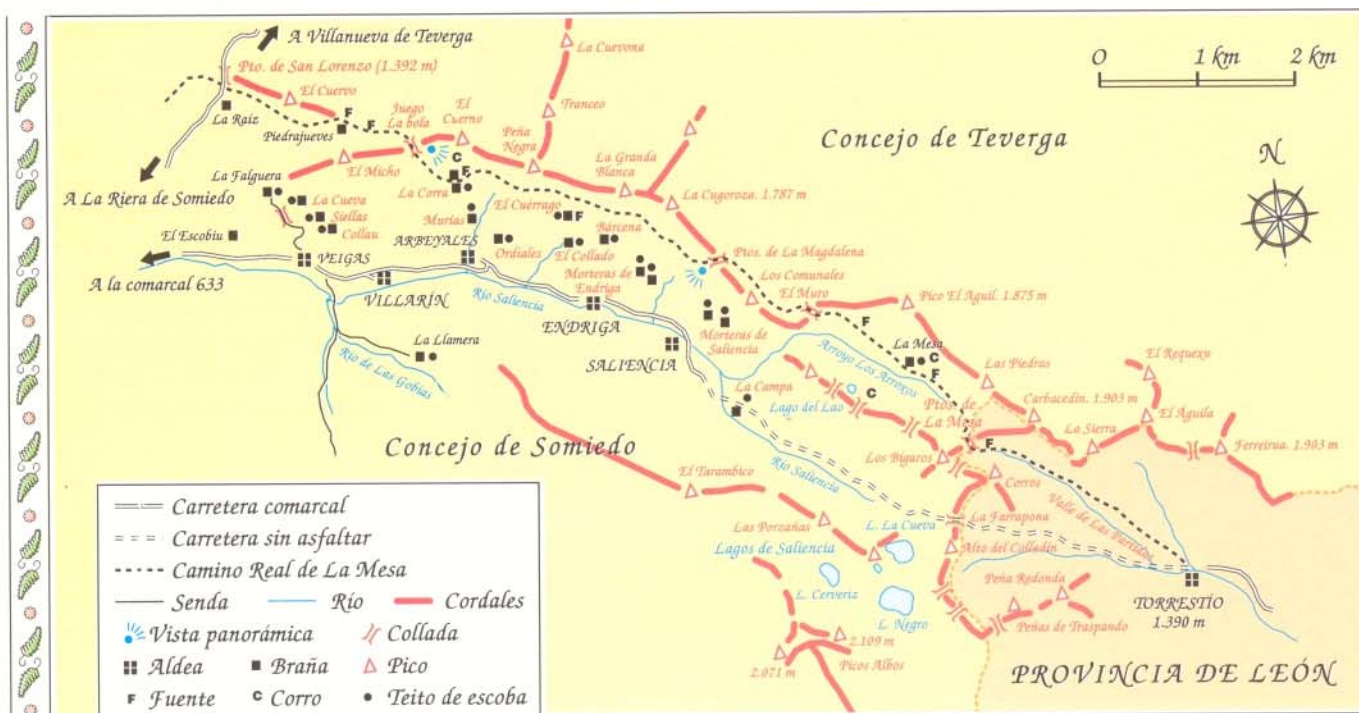 A Villanueva de Teverga
Pto. de San Lorenzo (1.392 m)
La Cuevona
0 1 km 2 km
El Cuervo
Tranceo
La Raíz
F
F
Piedrajueves
Juego
La bola
El
Cuerno
Peña
Negra
Concejo de Teverga
N
El Micho
C
F
La Granda
Blanca
La Falguera
La Corra
La Cugoroza. 1.787 m
A La Riera de Somiedo
La Cueva
Siellas
Collau
Murias
El Cuérrago
F
Bárcena
El Escobiu
ARBEYALES
Ordiales
El Collado
Ptos. de La Magdalena
VEIGAS
Morteras de
Endriga
Los Comunales
A la comarcal 633
VILLARÍN
Río Saliencia
El Muro
Pico El Aguil. 1.875 m
ENDRIGA
F
Morteras de
Saliencia
La Llamera
SALIENCIA
Arroyo Los Arroxos
La Mesa
C
F
Río de Las Gobias
Las Piedras
El Requexu
La Campa
Lago del Lao
C
Ptos. de
La Mesa
Carbacedín. 1.903 m
El Águila
La Sierra
Ferreirua. 1.903 m
Concejo de Somiedo
F
Los Bígaros
Río Saliencia
El Tarambico
Corros
Valle de Las Partidos
La Farrapona
Las Porzañas
L. La Cueva
Lagos de Saliencia
Alto del Colladín
Peña Redonda
L. Cerveriz
L. Negro
TORRESTÍO
1.390 m
Peñas de Traspando
2.109 m
2.071 m
Picos Albos
PROVINCIA DE LEÓN
Carretera comarcal
Carretera sin asfaltar
Camino Real de La Mesa
Senda Río Cordales
Vista panorámica Collada
Aldea Braña Pico
F Fuente C Corro Teito de escoba